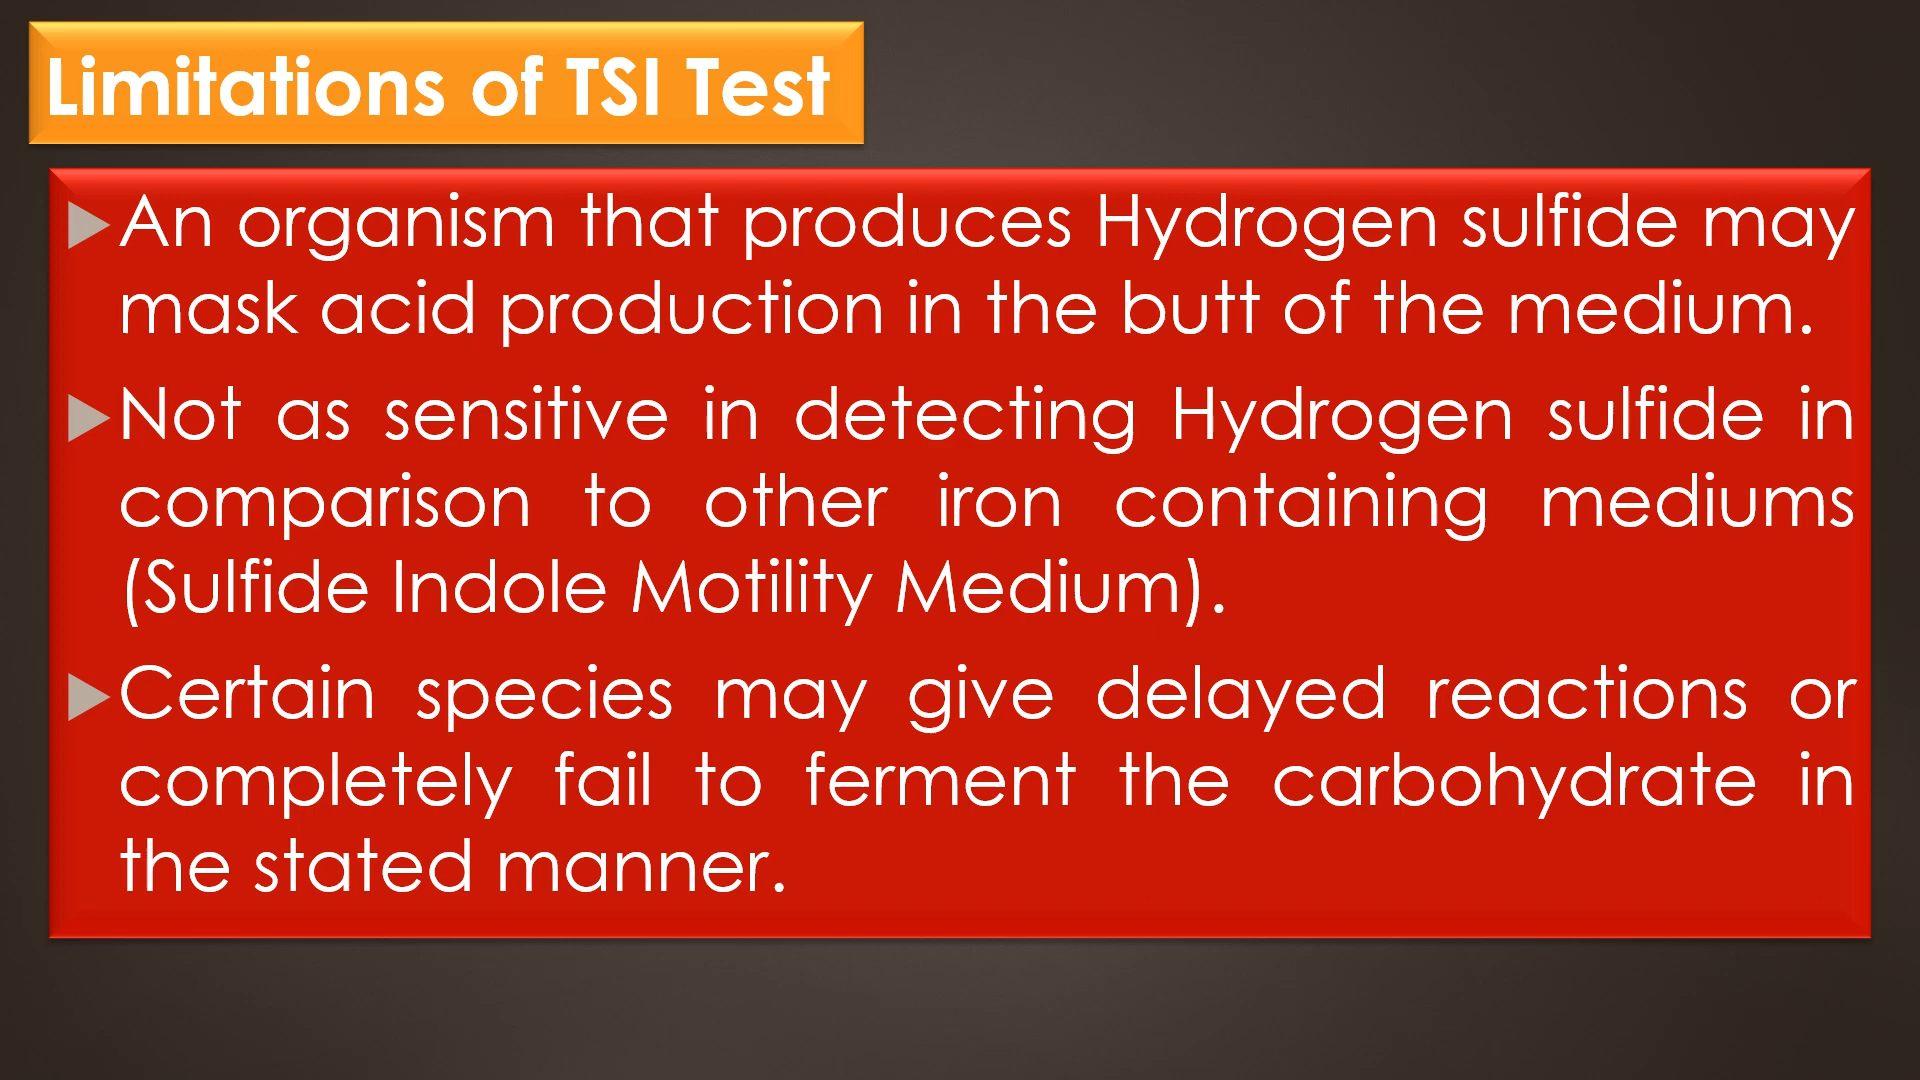 Limitations of TSI Test
An organism that produces Hydrogen sulfide may
mask acid production in the butt of the medium.
Not as sensitive in detecting Hydrogen sulfide in
comparison to other iron containing mediums
(Sulfide Indole Motility Medium).
Certain species may give delayed reactions or
completely fail to ferment the carbohydrate in
the stated manner.